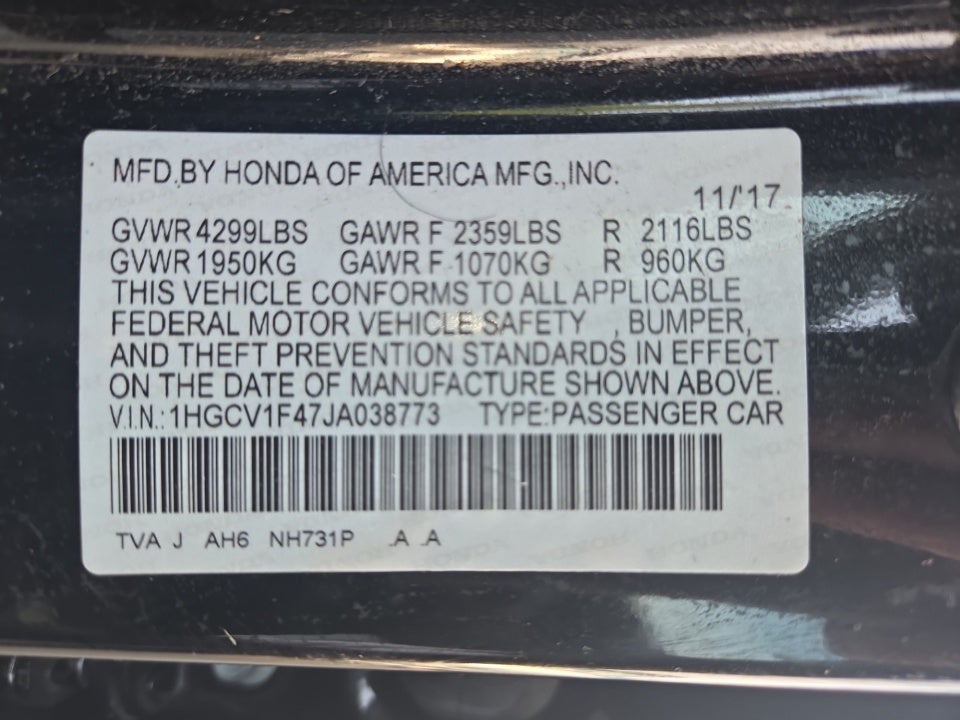 MFD.BY HONDA OF AMERICA MFG.,INC.
11/'17
GVWR 4299LBS GAWR F 2359LBS R 2116LBS
GVWR 1950KG GAWR F 1070KG R 960KG
THIS VEHICLE CONFORMS TO ALL APPLICABLE
FEDERAL MOTOR VEHICLE SAFETY , BUMPER,
AND THEFT PREVENTION STANDARDS IN EFFECT
ON THE DATE OF MANUFACTURE SHOWN ABOVE.
V.I.N.: 1HGCV1F47JA038773 TYPE:PASSENGER CAR
TVA J AH6 NH731P .A .A